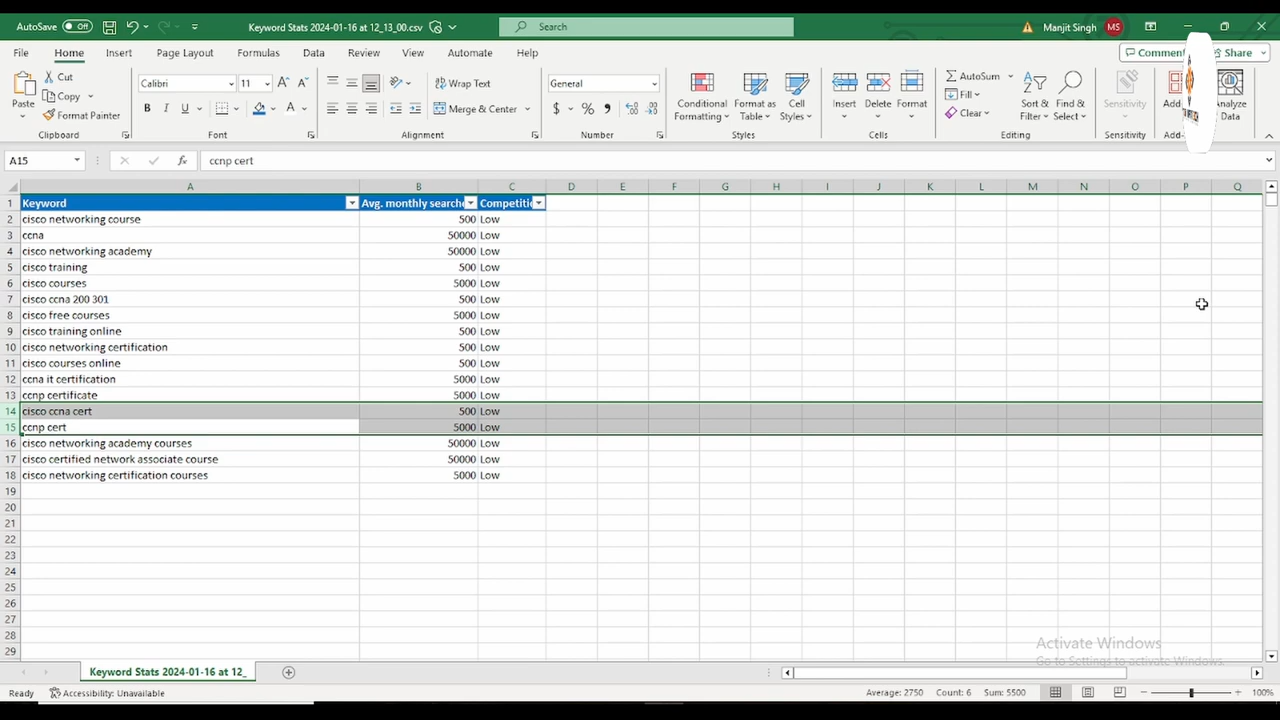 AutoSave Off Keyword Stats 2024-01-16 at 12_13_00.csv Search Manjit Singh MS
File Home Insert Page Layout Formulas Data Review View Automate Help Share
Paste Cut Copy Format Painter
Calibri 11 B I U A
Wrap Text Merge & Center
General $ % 9
Conditional Formatting Format as Table Cell Styles
Insert Delete Format
AutoSum Fill Clear Sort & Filter Find & Select
Sensitivity Analyze Data
Clipboard Font Alignment Number Styles Cells Editing Sensitivity
A15 fx ccnp cert
A B C D E F G H I J K L M N O P Q
1 Keyword Avg. monthly searche Competitio
2 cisco networking course 500 Low
3 ccna 50000 Low
4 cisco networking academy 50000 Low
5 cisco training 500 Low
6 cisco courses 5000 Low
7 cisco ccna 200 301 500 Low
8 cisco free courses 5000 Low
9 cisco training online 500 Low
10 cisco networking certification 500 Low
11 cisco courses online 500 Low
12 ccna it certification 5000 Low
13 ccnp certificate 5000 Low
14 cisco ccna cert 500 Low
15 ccnp cert 5000 Low
16 cisco networking academy courses 50000 Low
17 cisco certified network associate course 50000 Low
18 cisco networking certification courses 5000 Low
19
20
21
22
23
24
25
26
27
28
29
Activate Windows
Go to Settings to activate Windows.
Keyword Stats 2024-01-16 at 12_
Ready Accessibility: Unavailable Average: 2750 Count: 6 Sum: 5500 100%